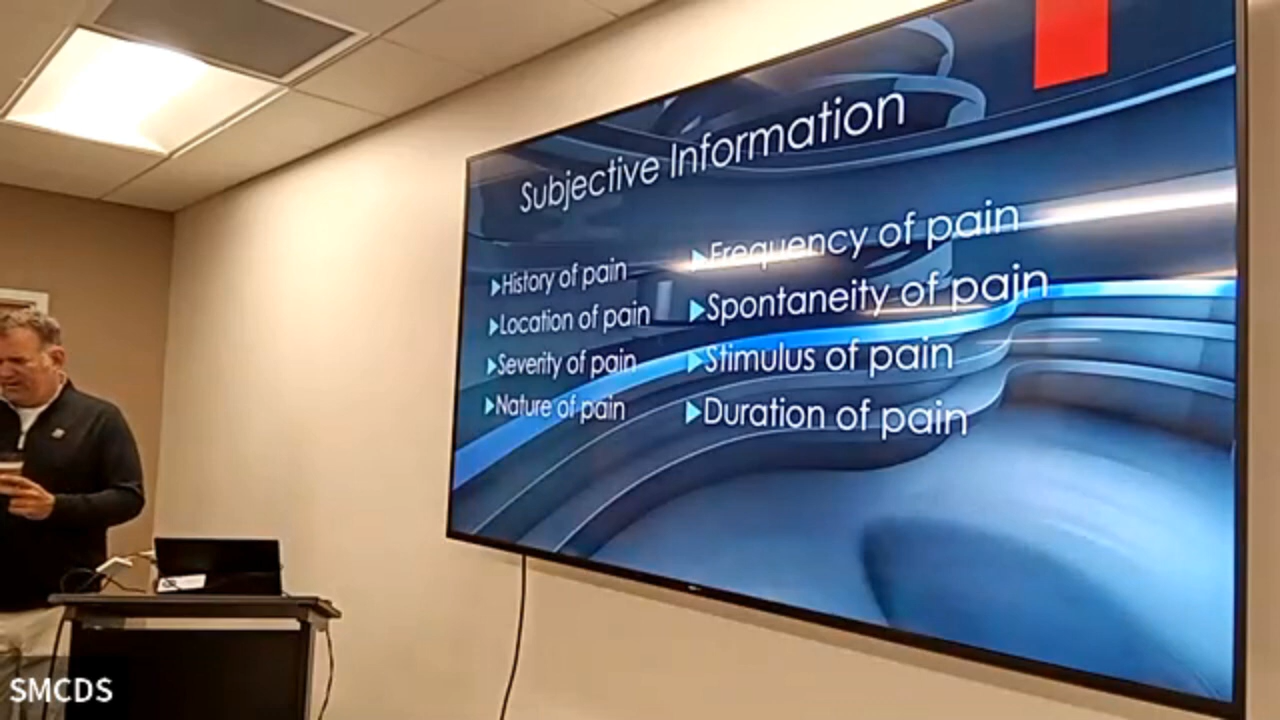 Subjective Information
▶History of pain
▶Location of pain
▶Severity of pain
▶Nature of pain
▶Frequency of pain
▶Spontaneity of pain
▶Stimulus of pain
▶Duration of pain
SMCDS